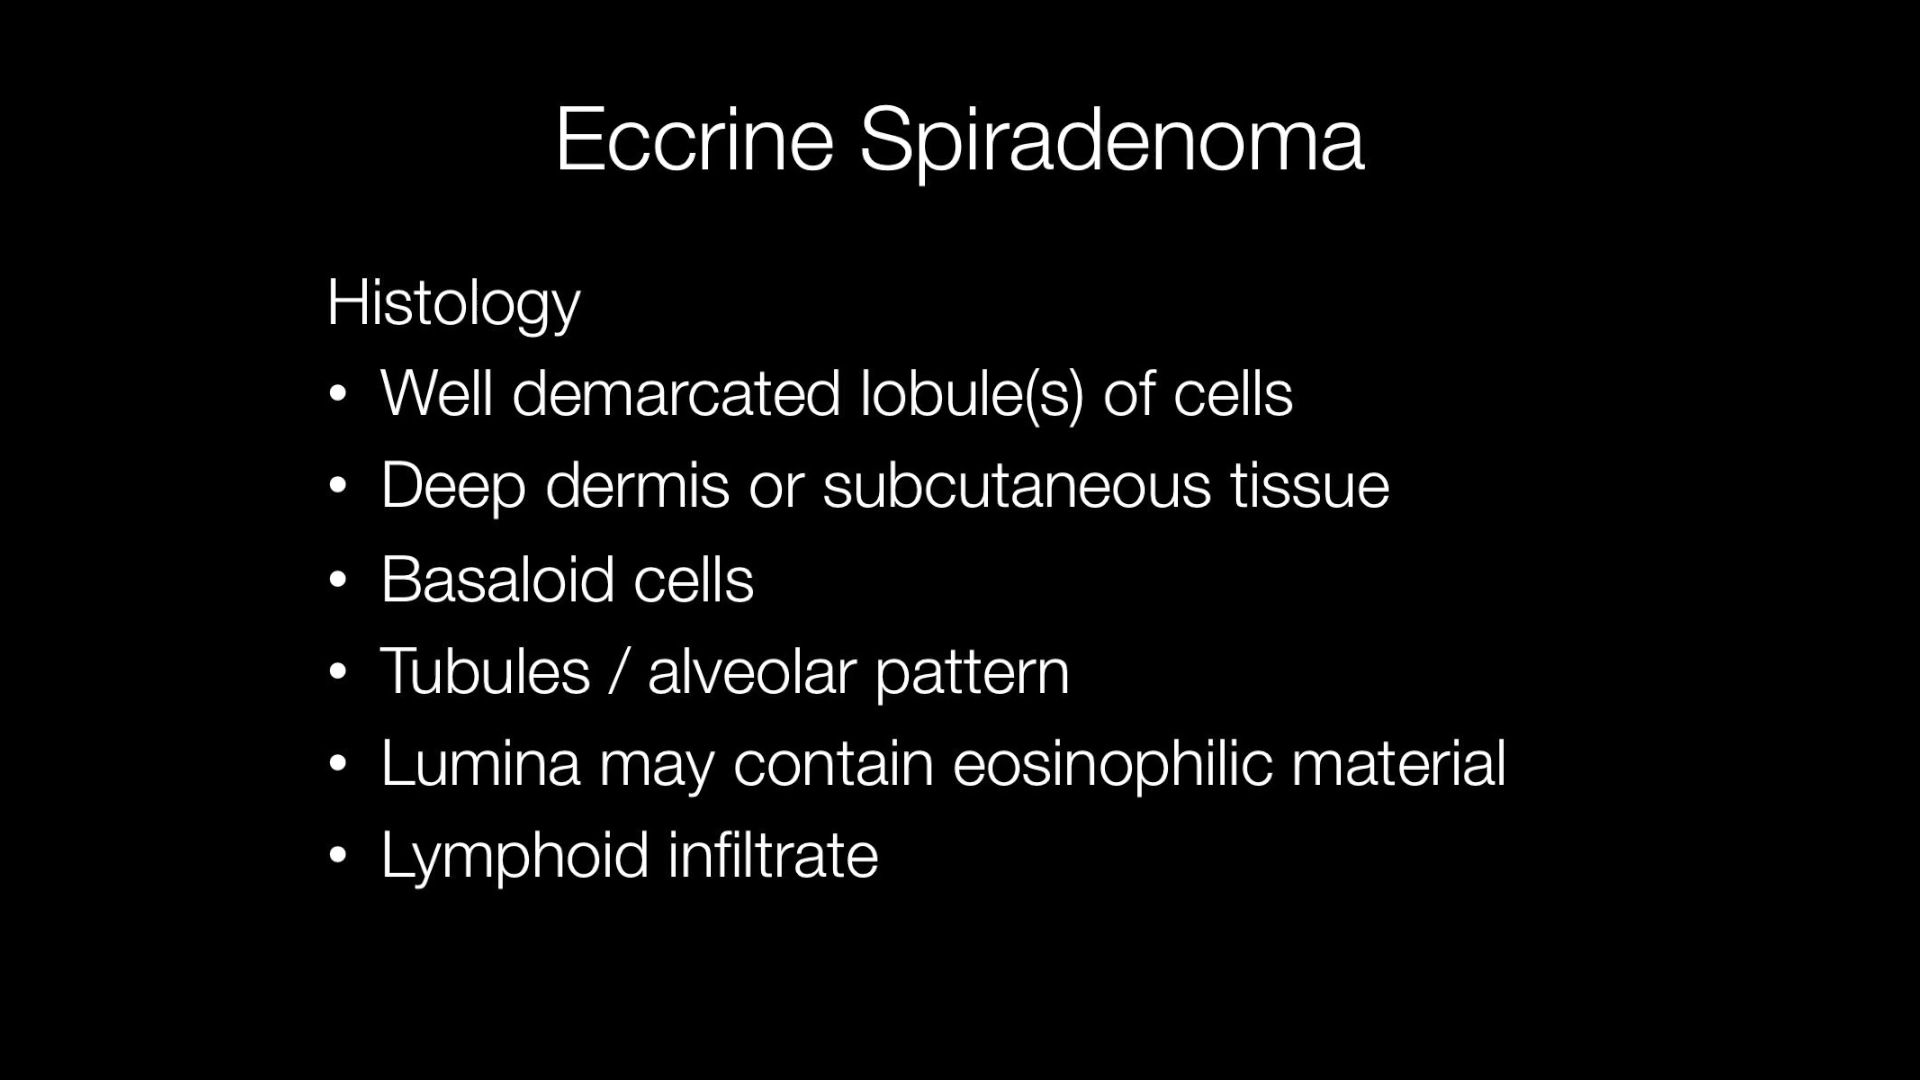 Eccrine Spiradenoma
Histology
• Well demarcated lobule(s) of cells
• Deep dermis or subcutaneous tissue
• Basaloid cells
• Tubules / alveolar pattern
• Lumina may contain eosinophilic material
• Lymphoid infiltrate